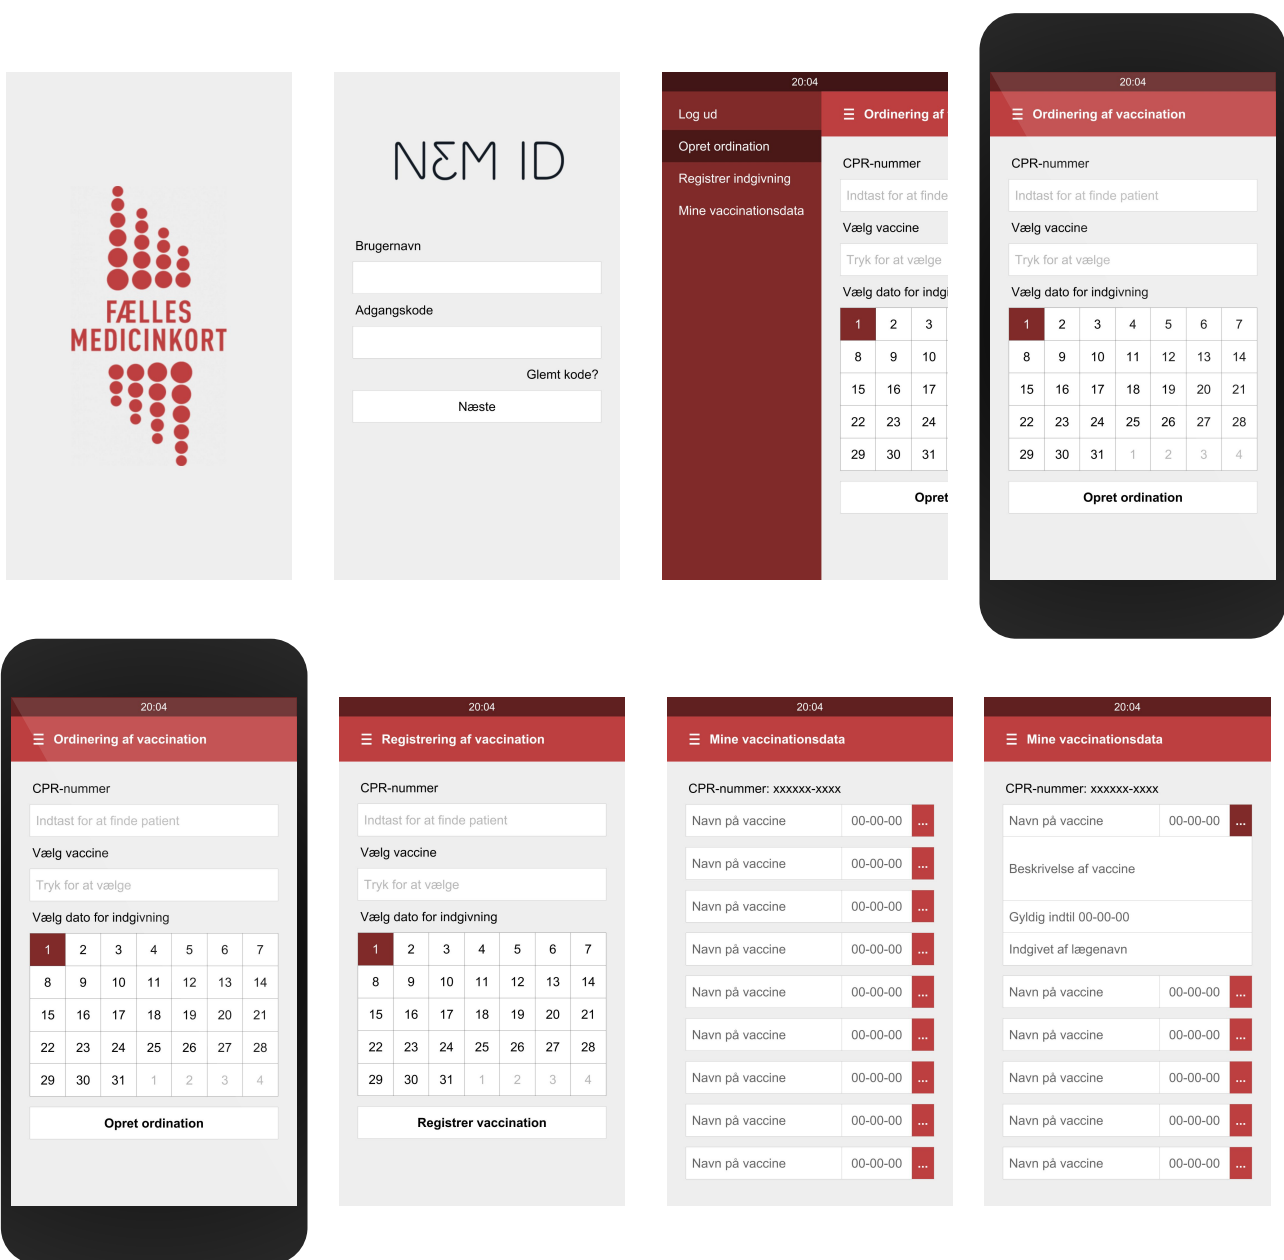 FÆLLES
MEDICINKORT
NEM ID
Brugernavn
Adgangskode
Glemt kode?
Næste
20:04
Log ud
Opret ordination
Registrer indgivning
Mine vaccinationsdata
Ordinering af
CPR-nummer
Indtast for at finde
Vælg vaccine
Tryk for at vælge
Vælg dato for indgi
1 2 3
8 9 10
15 16 17
22 23 24
29 30 31
Opret
20:04
Ordinering af vaccination
CPR-nummer
Indtast for at finde patient
Vælg vaccine
Tryk for at vælge
Vælg dato for indgivning
1 2 3 4 5 6 7
8 9 10 11 12 13 14
15 16 17 18 19 20 21
22 23 24 25 26 27 28
29 30 31 1 2 3 4
Opret ordination
20:04
Ordinering af vaccination
CPR-nummer
Indtast for at finde patient
Vælg vaccine
Tryk for at vælge
Vælg dato for indgivning
1 2 3 4 5 6 7
8 9 10 11 12 13 14
15 16 17 18 19 20 21
22 23 24 25 26 27 28
29 30 31 1 2 3 4
Opret ordination
20:04
Registrering af vaccination
CPR-nummer
Indtast for at finde patient
Vælg vaccine
Tryk for at vælge
Vælg dato for indgivning
1 2 3 4 5 6 7
8 9 10 11 12 13 14
15 16 17 18 19 20 21
22 23 24 25 26 27 28
29 30 31 1 2 3 4
Registrer vaccination
20:04
Mine vaccinationsdata
CPR-nummer: xxxxxx-xxxx
Navn på vaccine 00-00-00 ...
Navn på vaccine 00-00-00 ...
Navn på vaccine 00-00-00 ...
Navn på vaccine 00-00-00 ...
Navn på vaccine 00-00-00 ...
Navn på vaccine 00-00-00 ...
Navn på vaccine 00-00-00 ...
Navn på vaccine 00-00-00 ...
Navn på vaccine 00-00-00 ...
20:04
Mine vaccinationsdata
CPR-nummer: xxxxxx-xxxx
Navn på vaccine 00-00-00 ...
Beskrivelse af vaccine
Gyldig indtil 00-00-00
Indgivet af lægenavn
Navn på vaccine 00-00-00 ...
Navn på vaccine 00-00-00 ...
Navn på vaccine 00-00-00 ...
Navn på vaccine 00-00-00 ...
Navn på vaccine 00-00-00 ...